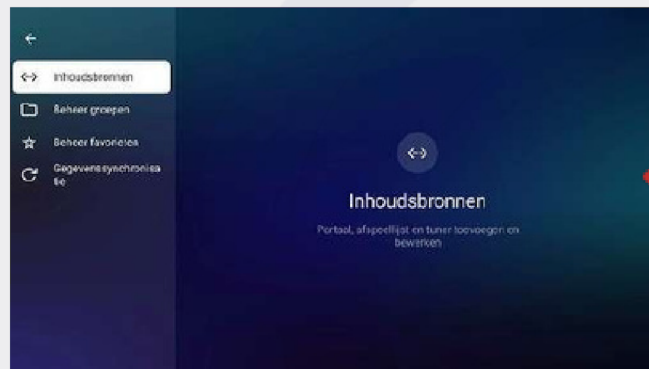 Inhoudsbronnen
Beheer groepen
Beheer favorieten
Gegevenssynchronisa
tie
Inhoudsbronnen
Portaal, afspeellijst en tuner toevoegen en
bewerken